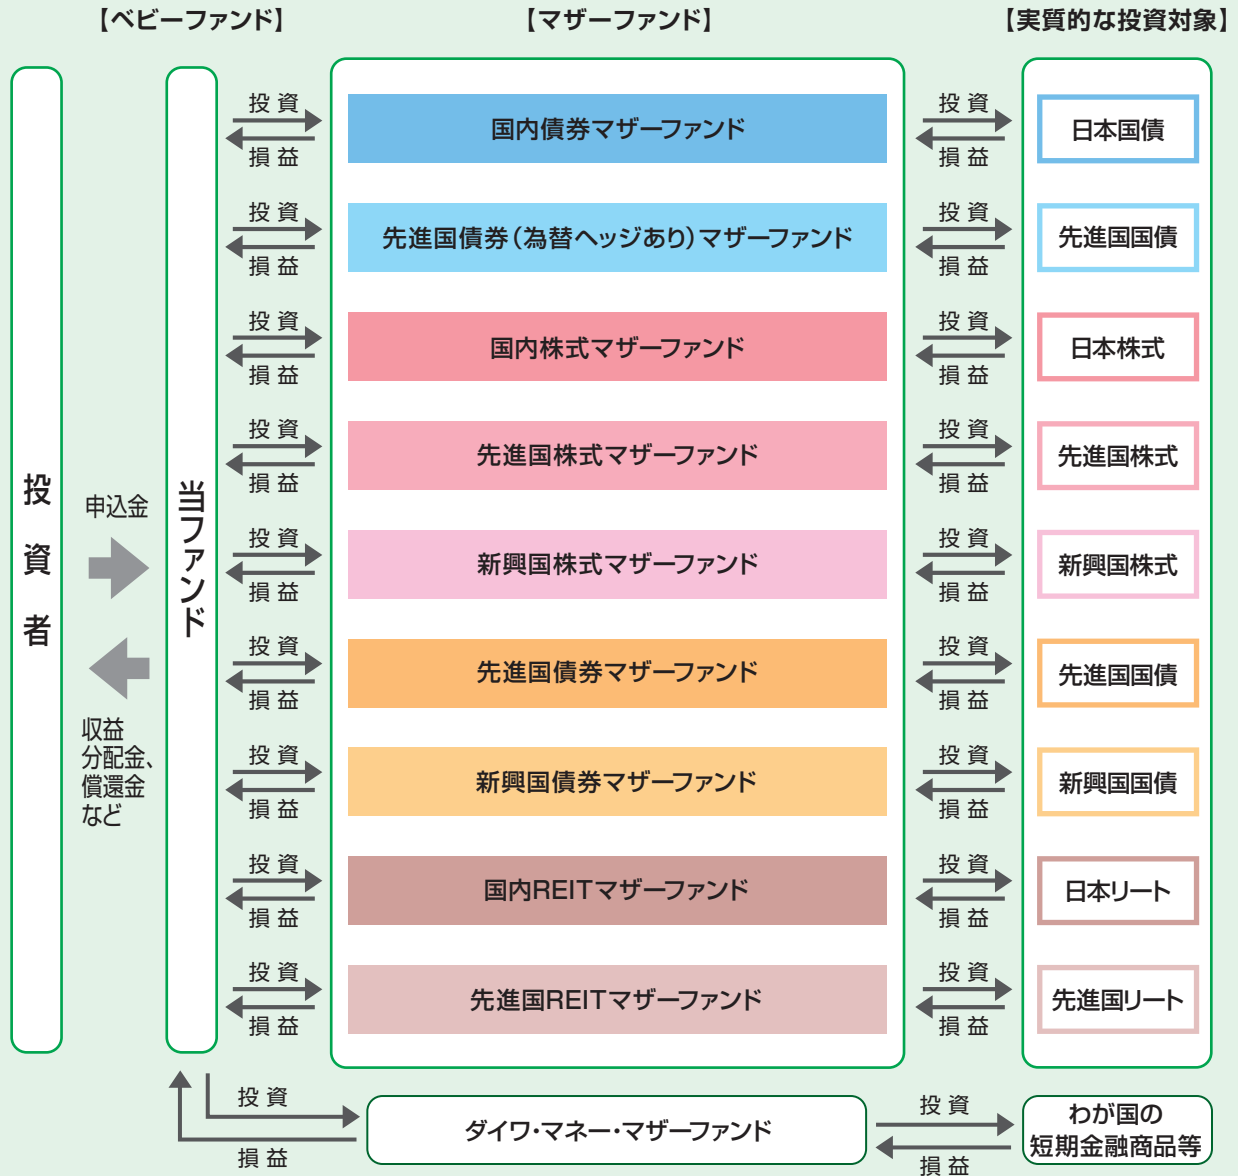 【ベビーファンド】
【マザーファンド】
【実質的な投資対象】
投資者
申込金
収益
分配金、
償還金
など
当ファンド
投資
損益
国内債券マザーファンド
投資
損益
日本国債
投資
損益
先進国債券(為替ヘッジあり)マザーファンド
投資
損益
先進国国債
投資
損益
国内株式マザーファンド
投資
損益
日本株式
投資
損益
先進国株式マザーファンド
投資
損益
先進国株式
投資
損益
新興国株式マザーファンド
投資
損益
新興国株式
投資
損益
先進国債券マザーファンド
投資
損益
先進国国債
投資
損益
新興国債券マザーファンド
投資
損益
新興国国債
投資
損益
国内REITマザーファンド
投資
損益
日本リート
投資
損益
先進国REITマザーファンド
投資
損益
先進国リート
投資
損益
ダイワ・マネー・マザーファンド
投資
損益
わが国の
短期金融商品等